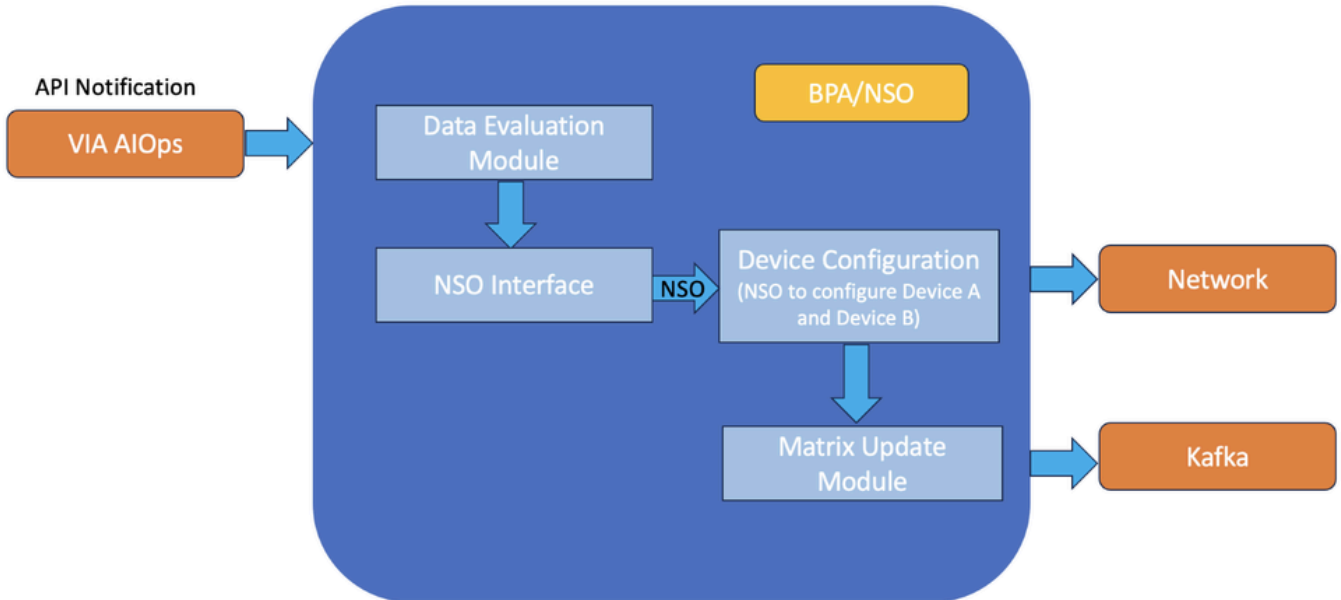 API Notification
VIA AIOps
BPA/NSO
Data Evaluation
Module
NSO Interface
NSO
Device Configuration
(NSO to configure Device A
and Device B)
Network
Matrix Update
Module
Kafka